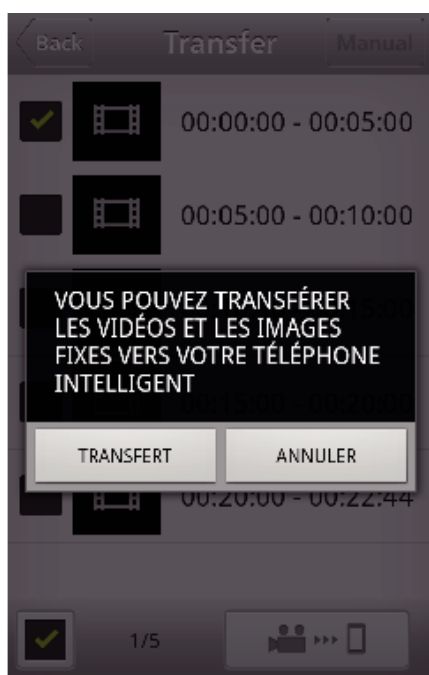 Back Transfer Manual
00:00:00 - 00:05:00
00:05:00 - 00:10:00
VOUS POUVEZ TRANSFÉRER
LES VIDÉOS ET LES IMAGES
FIXES VERS VOTRE TÉLÉPHONE
INTELLIGENT
TRANSFERT ANNULER
00:20:00 - 00:22:44
1/5